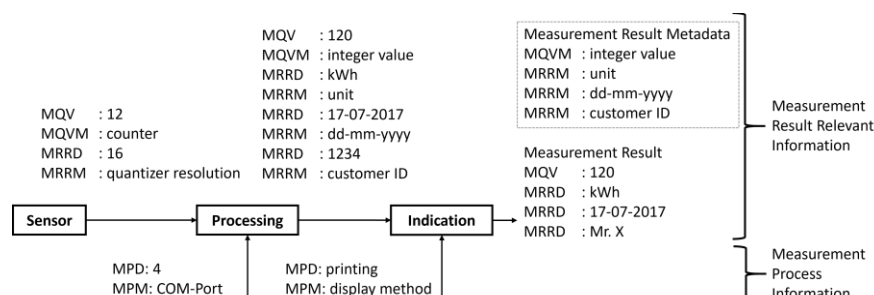 MQV : 120
MQVM : integer value
MRRD : kWh
MRRM : unit
MRRD : 17-07-2017
MRRM : dd-mm-yyyy
MRRD : 1234
MRRM : customer ID
MQV : 12
MQVM : counter
MRRD : 16
MRRM : quantizer resolution
Measurement Result Metadata
MQVM : integer value
MRRM : unit
MRRM : dd-mm-yyyy
MRRM : customer ID
Measurement
Result Relevant
Information
Measurement Result
MQV : 120
MRRD : kWh
MRRD : 17-07-2017
MRRD : Mr. X
Sensor
Processing
Indication
MPD: 4
MPM: COM-Port
MPD: printing
MPM: display method
Measurement
Process
Information